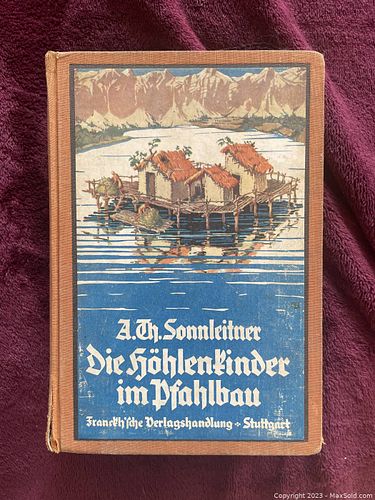 A. Th. Sonnleitner
Die Höhlenkinder
im Pfahlbau
Franckh'sche Verlagshandlung + Stuttgart
Copyright 2023 - MaxSold.com